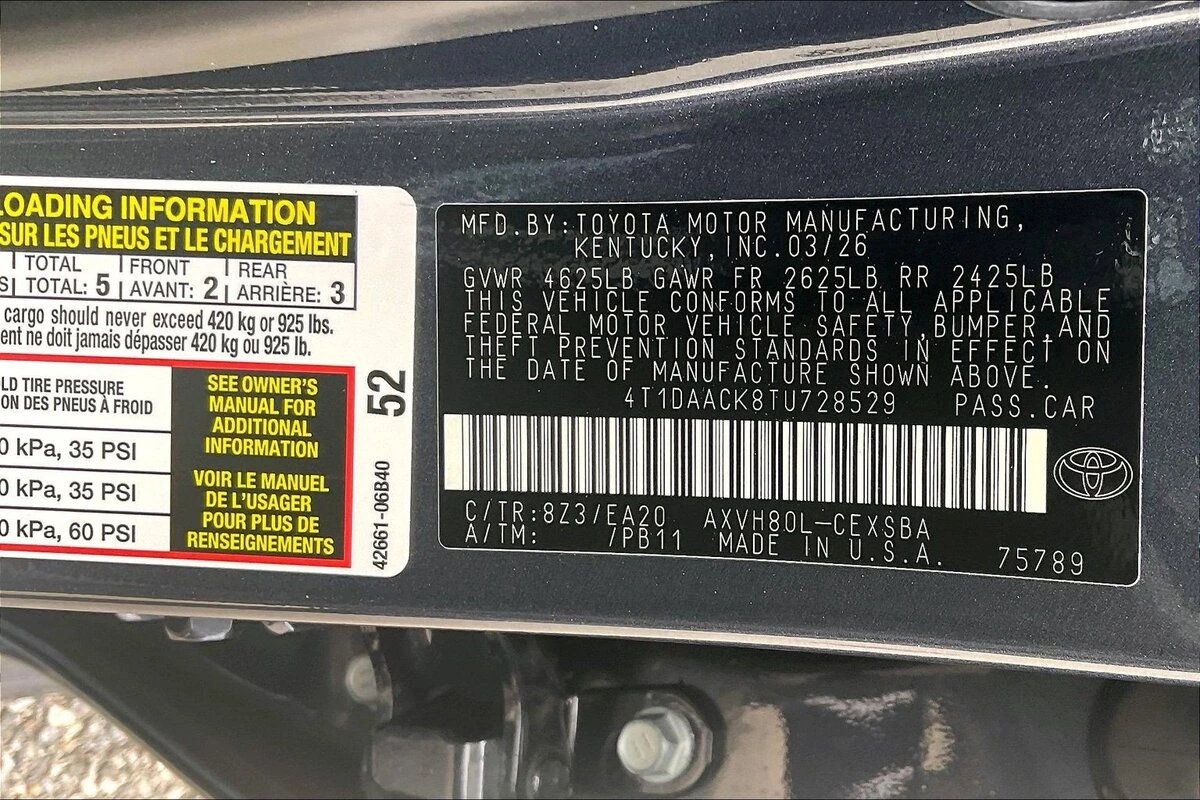 LOADING INFORMATION
SUR LES PNEUS ET LE CHARGEMENT
TOTAL FRONT REAR
TOTAL: 5 AVANT: 2 ARRIÈRE: 3
cargo should never exceed 420 kg or 925 lbs.
ne doit jamais dépasser 420 kg ou 925 lb.
TIRE PRESSURE
DES PNEUS À FROID
kPa, 35 PSI
kPa, 35 PSI
kPa, 60 PSI
SEE OWNER'S
MANUAL FOR
ADDITIONAL
INFORMATION
VOIR LE MANUEL
DE L'USAGER
POUR PLUS DE
RENSEIGNEMENTS
52
42661-06B40
MFD.BY:TOYOTA MOTOR MANUFACTURING,
KENTUCKY,INC.03/26
GVWR 4625LB GAWR FR 2625LB RR 2425LB
THIS VEHICLE CONFORMS TO ALL APPLICABLE
FEDERAL MOTOR VEHICLE SAFETY,BUMPER,AND
THEFT PREVENTION STANDARDS IN EFFECT ON
THE DATE OF MANUFACTURE SHOWN ABOVE.
4T1DAACK8TU728529 PASS.CAR
C/TR:8Z3/EA20 AXVH80L-CEXSBA
A/TM: /PB11 MADE IN U.S.A. 75789